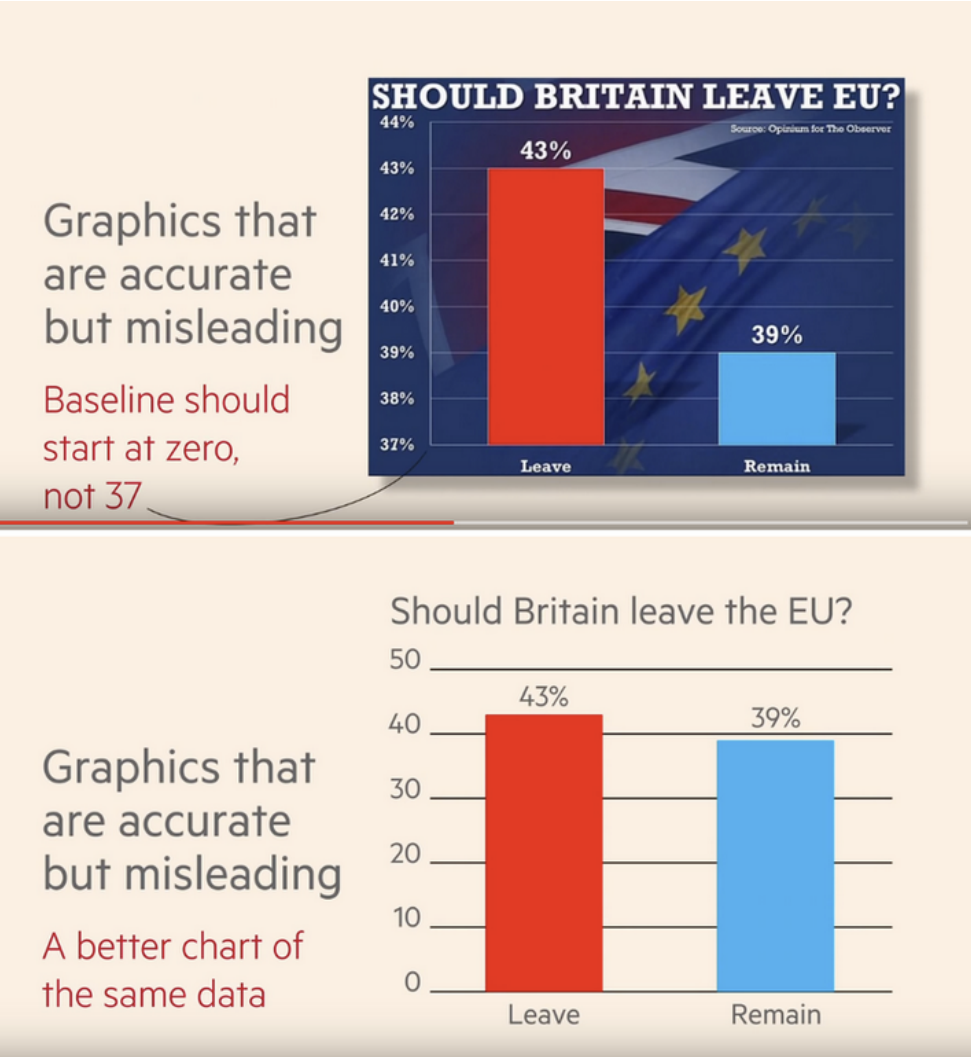 SHOULD BRITAIN LEAVE EU?
Source: Opinium for The Observer
44%
43%
42%
41%
40%
39%
38%
37%
43%
39%
Leave
Remain
Graphics that
are accurate
but misleading
Baseline should
start at zero,
not 37
Should Britain leave the EU?
50
40
30
20
10
0
43%
39%
Leave
Remain
Graphics that
are accurate
but misleading
A better chart of
the same data